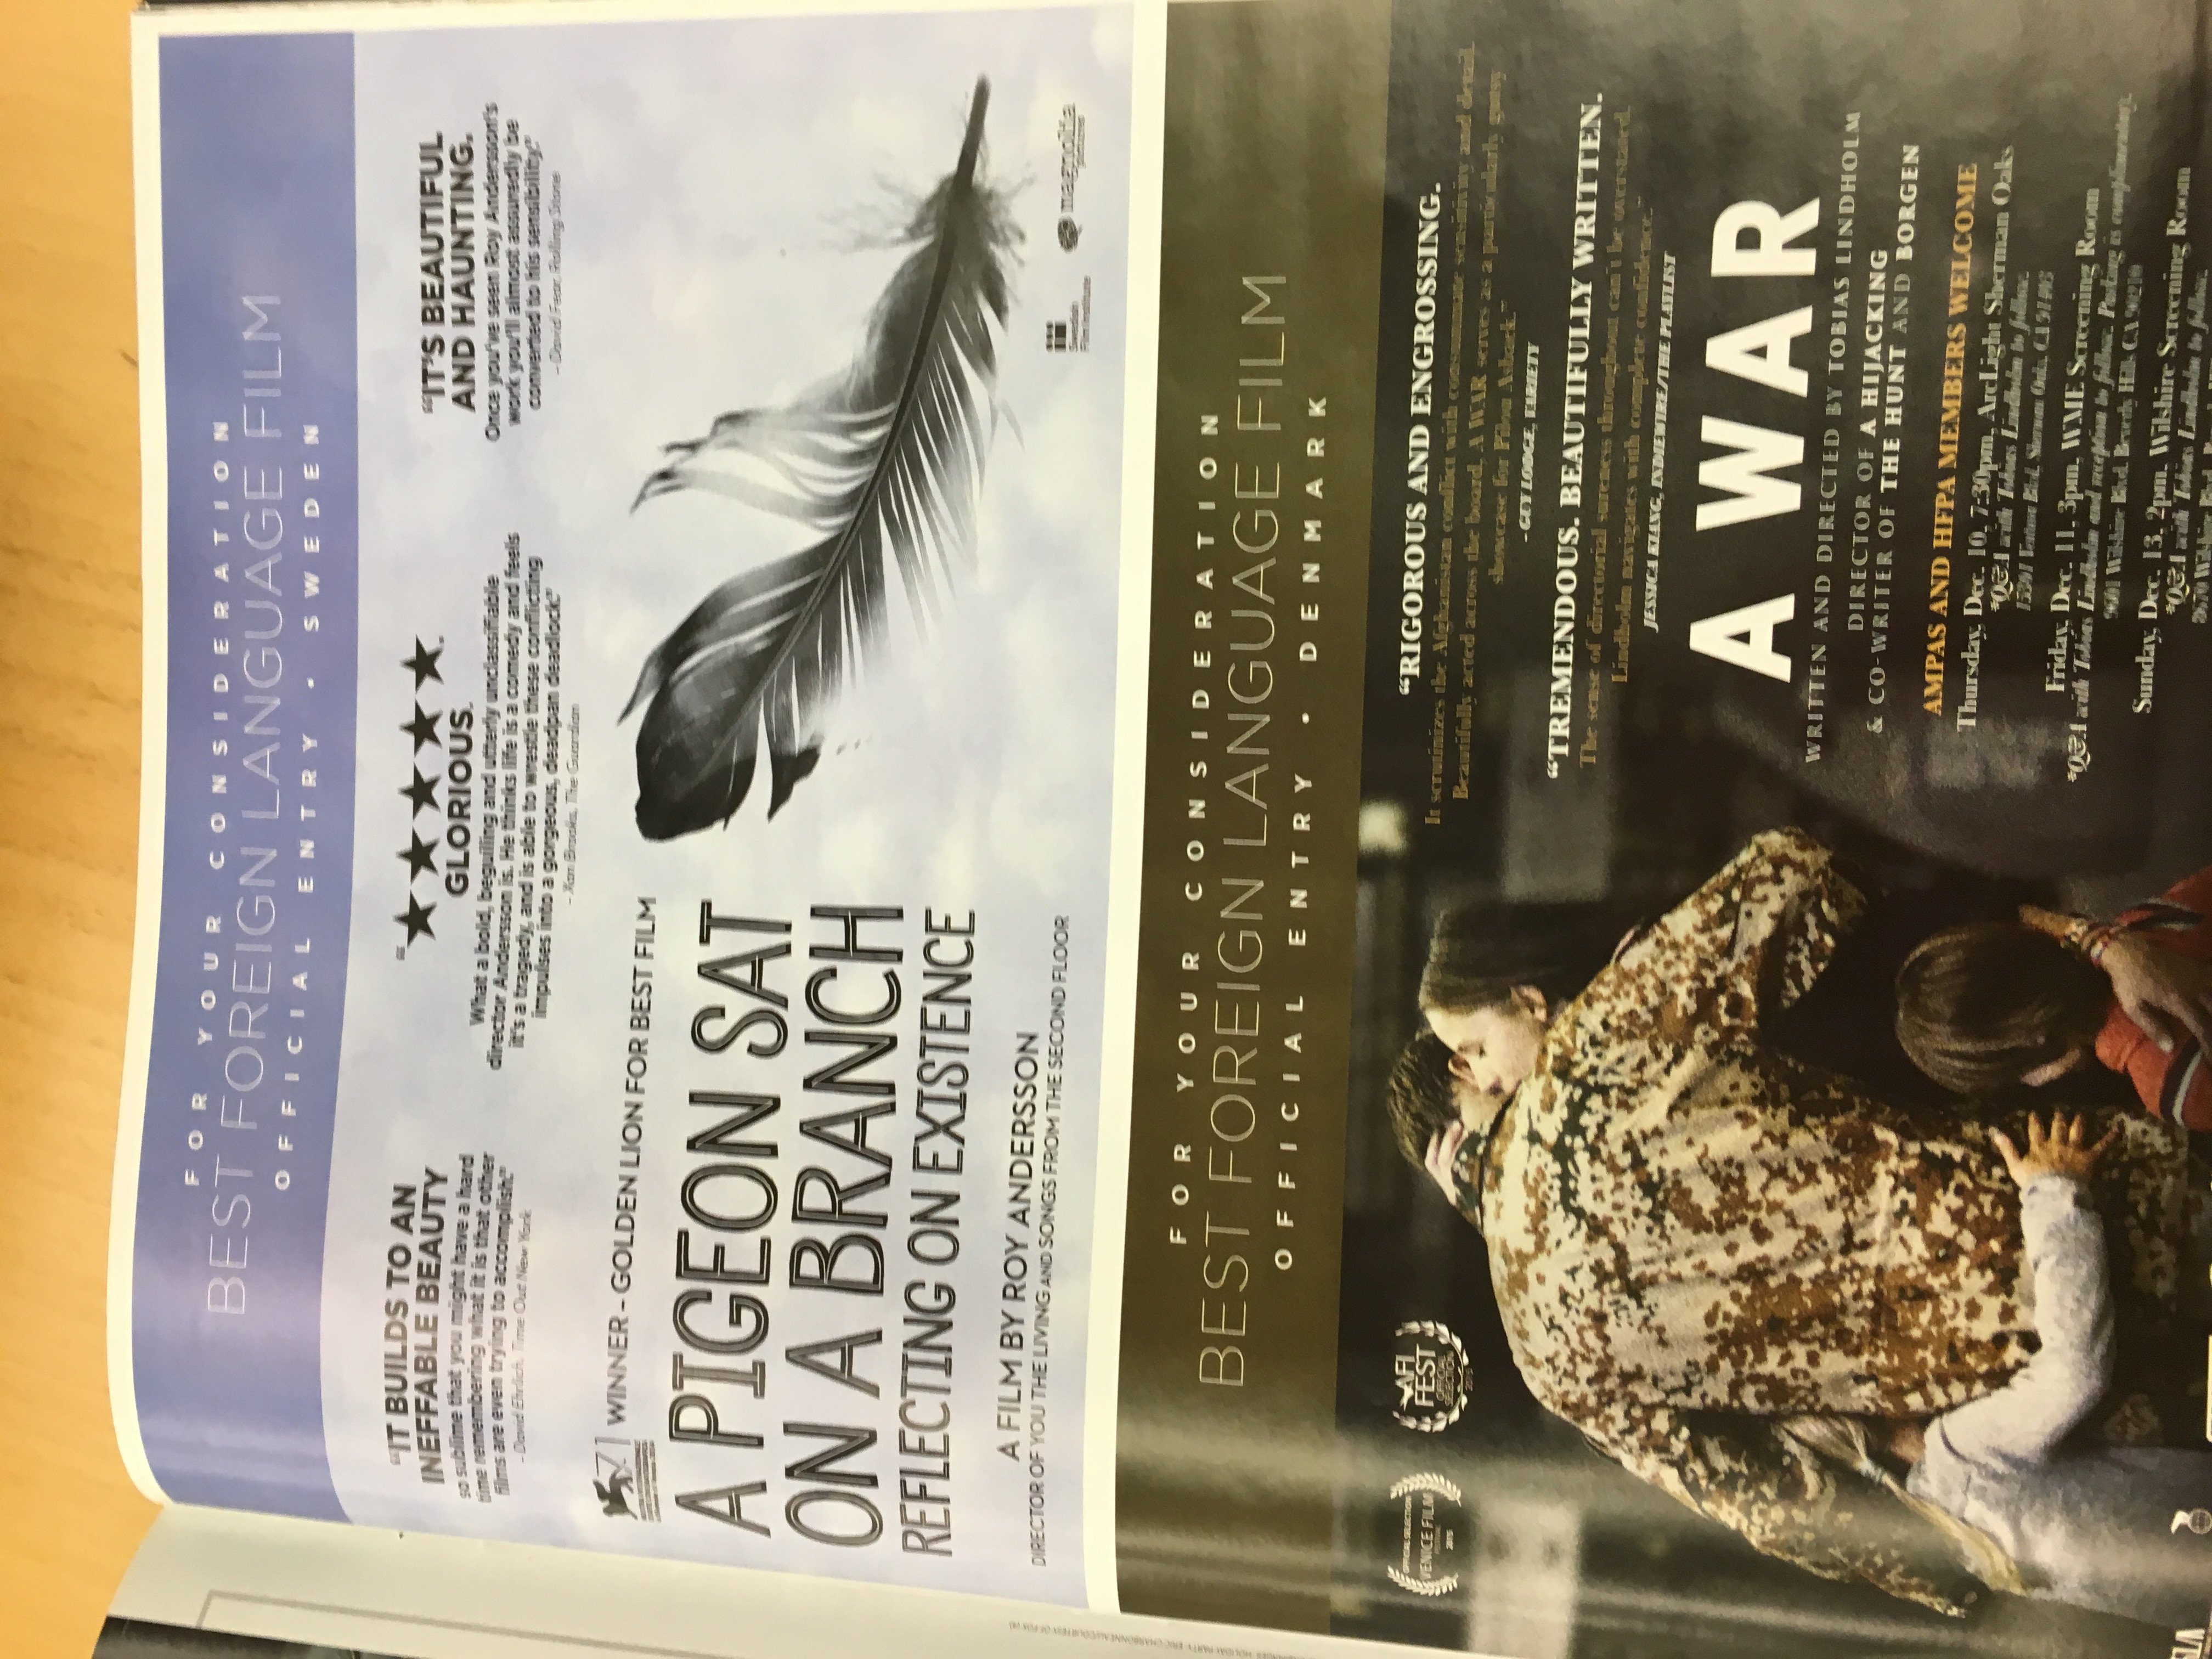 FOR YOUR CONSIDERATION
BEST FOREIGN LANGUAGE FILM
OFFICIAL ENTRY • SWEDEN
“IT BUILDS TO AN
INEFFABLE BEAUTY
so sublime that you might have a hard
time remembering what it is that other
films are even trying to accomplish.”
- David Ehrlich, Time Out New York
“★★★★★.
GLORIOUS.
What a bold, beguiling and utterly unclassifiable
director Andersson is. He thinks life is a comedy and feels
it's a tragedy, and is able to wrestle these conflicting
impulses into a gorgeous, deadpan deadlock.”
- Xan Brooks, The Guardian
“IT'S BEAUTIFUL
AND HAUNTING.
Once you've seen Roy Andersson's
work you'll almost assuredly be
converted to his sensibility.”
- David Fear, Rolling Stone
71 WINNER - GOLDEN LION FOR BEST FILM
A PIGEON SAT
ON A BRANCH
REFLECTING ON EXISTENCE
A FILM BY ROY ANDERSSON
DIRECTOR OF YOU THE LIVING AND SONGS FROM THE SECOND FLOOR
Swedish
Film Institute
magnolia
pictures
FOR YOUR CONSIDERATION
BEST FOREIGN LANGUAGE FILM
OFFICIAL ENTRY • DENMARK
OFFICIAL SELECTION
VENICE FILM
FESTIVAL
2015
AFI
FEST
OFFICIAL
SELECTION
2015
“RIGOROUS AND ENGROSSING.
It scrutinizes the Afghanistan conflict with consummate sensitivity and detail.
Beautifully acted across the board, A WAR serves as a particularly gutsy
showcase for Pilou Asbæk.”
- GUY LODGE, VARIETY
“TREMENDOUS. BEAUTIFULLY WRITTEN.
The sense of directorial sureness throughout can't be overstated.
Lindholm navigates with complete confidence.”
JESSICA KIANG, INDIEWIRE/THE PLAYLIST
A WAR
WRITTEN AND DIRECTED BY TOBIAS LINDHOLM
DIRECTOR OF A HIJACKING
& CO-WRITER OF THE HUNT AND BORGEN
AMPAS AND HFPA MEMBERS WELCOME
Thursday, Dec. 10, 7:30pm, ArcLight Sherman Oaks
*Q&A with Tobias Lindholm to follow.
15301 Ventura Blvd. Sherman Oaks, CA 91403
Friday, Dec. 11, 3pm, WME Screening Room
*Q&A with Tobias Lindholm and reception to follow. Parking is complimentary.
9601 Wilshire Blvd. Beverly Hills CA 90210
Sunday, Dec. 13, 2pm, Wilshire Screening Room
*Q&A with Tobias Lindholm to follow.
8670 Wilshire Blvd.